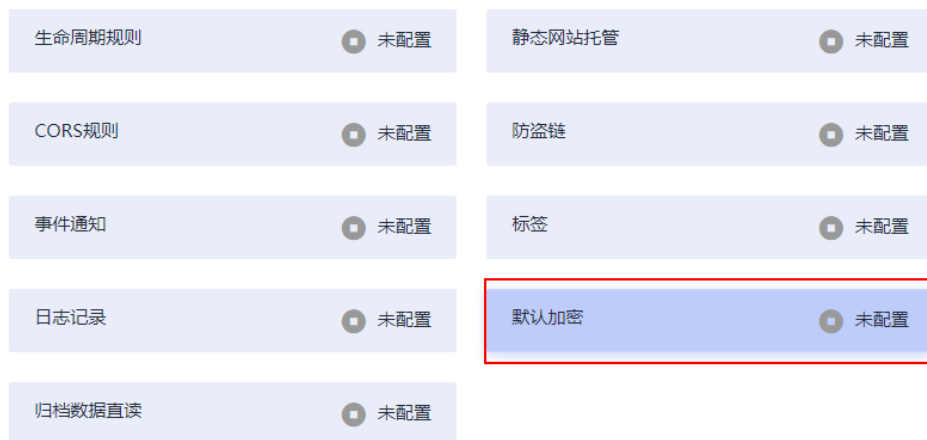 生命周期规则 未配置
静态网站托管 未配置
CORS规则 未配置
防盗链 未配置
事件通知 未配置
标签 未配置
日志记录 未配置
默认加密 未配置
归档数据直读 未配置